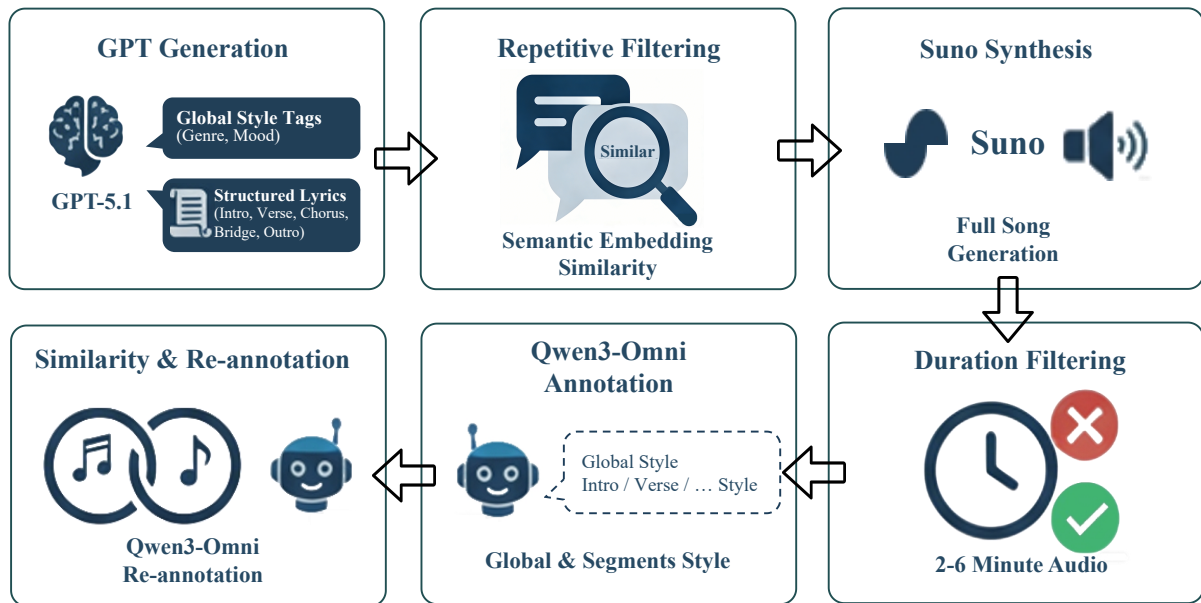 GPT Generation
GPT-5.1
Global Style Tags
(Genre, Mood)
Structured Lyrics
(Intro, Verse, Chorus,
Bridge, Outro)
Repetitive Filtering
Similar
Semantic Embedding
Similarity
Suno Synthesis
Suno
Full Song
Generation
Duration Filtering
2-6 Minute Audio
Qwen3-Omni
Annotation
Global Style
Intro / Verse / … Style
Global & Segments Style
Similarity & Re-annotation
Qwen3-Omni
Re-annotation